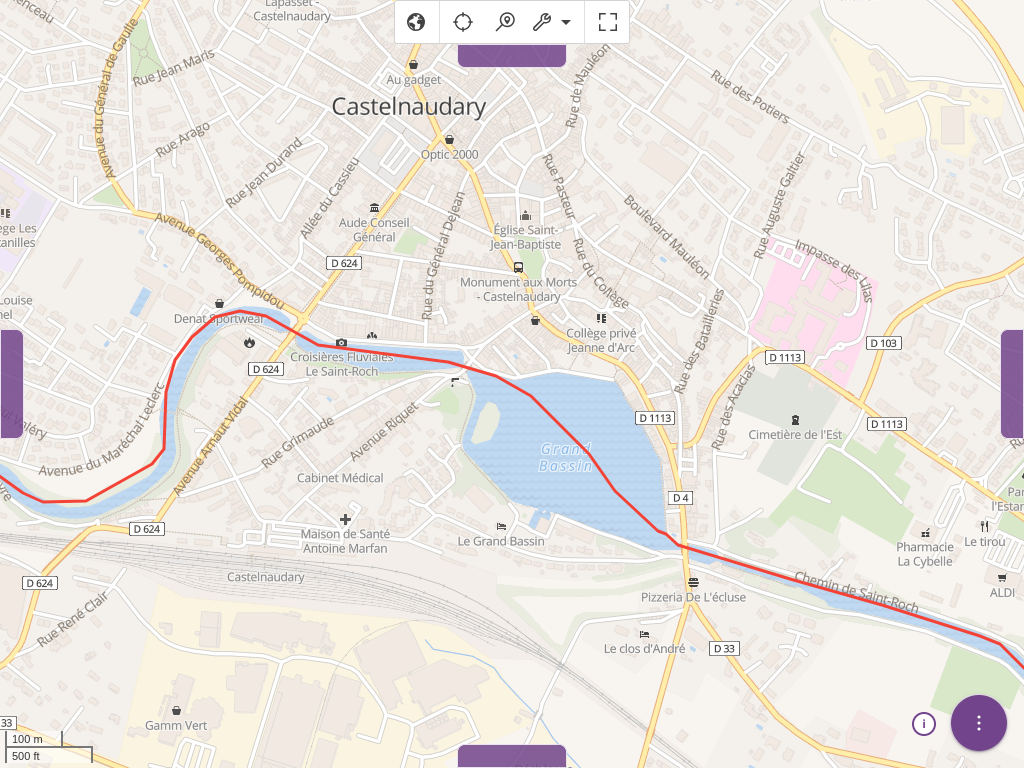 Lapasset -
Castelnaudary
Avenue du Général de Gaulle
Rue Jean Maris
Au gadget
Rue de Mauléon
Rue des Potiers
Castelnaudary
Rue Arago
Optic 2000
Rue Jean Durand
Allée du Cassieu
Rue Pasteur
Rue Auguste Galtier
ège Les
tanilles
Avenue Georges Pompidou
Aude Conseil
Général
Rue du Général Dejean
Église Saint-
Jean-Baptiste
Boulevard Mauléon
Impasse des Lilas
D 624
Rue du Collège
Monument aux Morts
- Castelnaudary
Louise
Denat Sportwear
Collège privé
Jeanne d'Arc
Rue des Batailleries
D 103
D 1113
Croisières Fluviales
Le Saint-Roch
D 624
Rue des Acacias
D 1113
D 1113
Cimetière de l'Est
Avenue du Maréchal Leclerc
Avenue Arnaut Vidal
Rue Grimaude
Avenue Riquet
Grand
Bassin
Cabinet Médical
D 4
D 624
Maison de Santé
Antoine Marfan
Le Grand Bassin
Pharmacie
La Cybelle
Le tirou
Castelnaudary
D 624
Chemin de Saint-Roch
ALDI
Pizzeria De L'écluse
Rue René Clair
Le clos d'André
D 33
33
Gamm Vert
100 m
500 ft